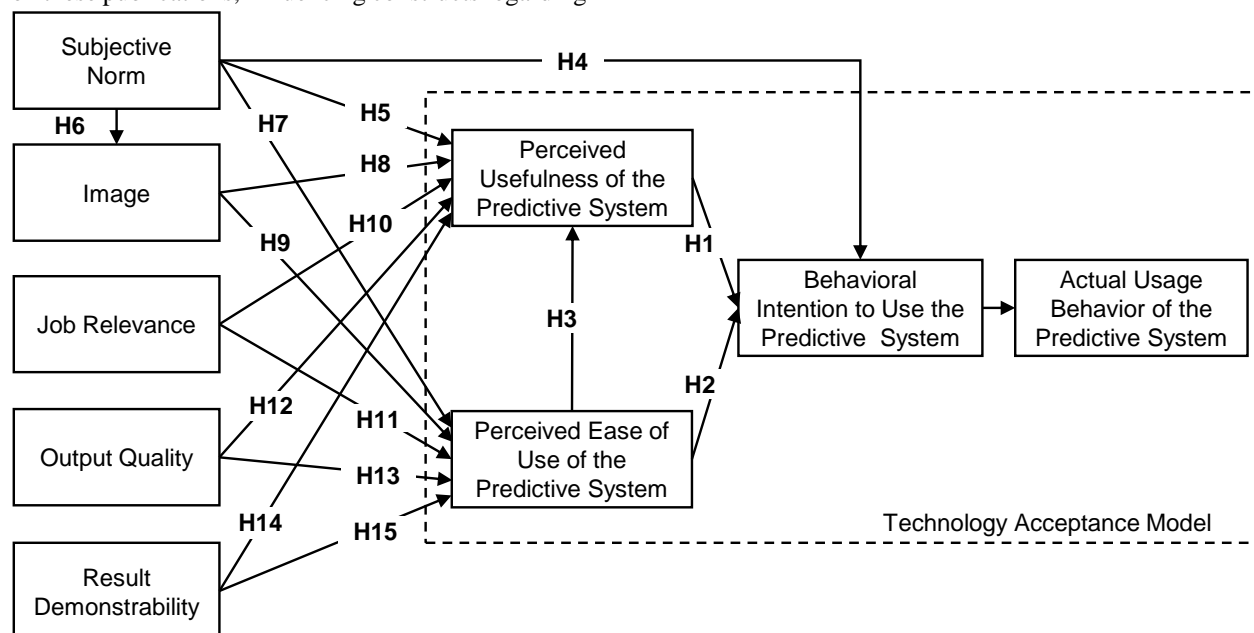 Subjective
Norm
H4
H5
H7
H6
Image
H8
Perceived
Usefulness of the
Predictive System
H10
H9
H1
Job Relevance
H3
Behavioral
Intention to Use the
Predictive System
Actual Usage
Behavior of the
Predictive System
H2
H12
H11
Output Quality
H13
Perceived Ease of
Use of the
Predictive System
H14
H15
Technology Acceptance Model
Result
Demonstrability